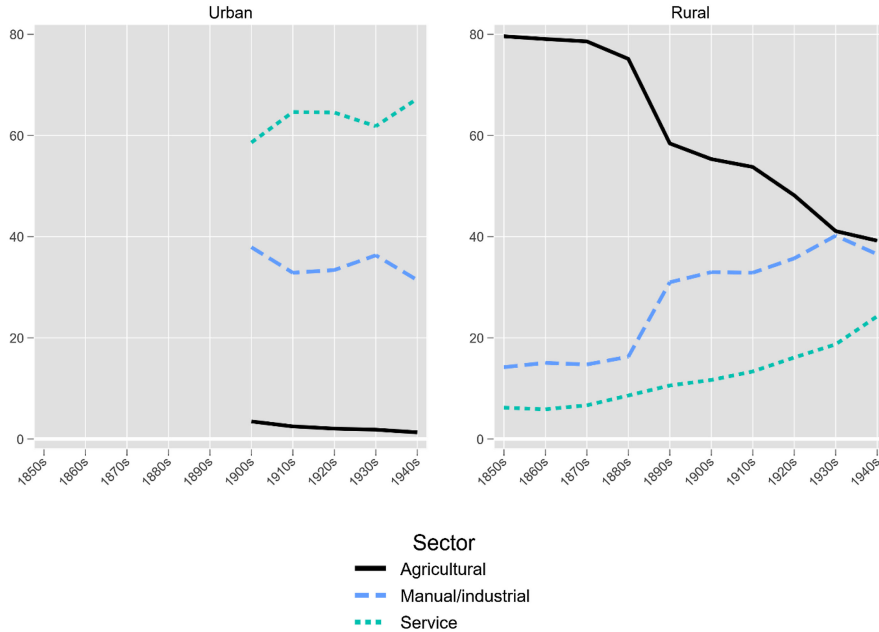 Urban
80
60
40
20
0
1850s
1860s
1870s
1880s
1890s
1900s
1910s
1920s
1930s
1940s
Rural
80
60
40
20
0
1850s
1860s
1870s
1880s
1890s
1900s
1910s
1920s
1930s
1940s
Sector
Agricultural
Manual/industrial
Service